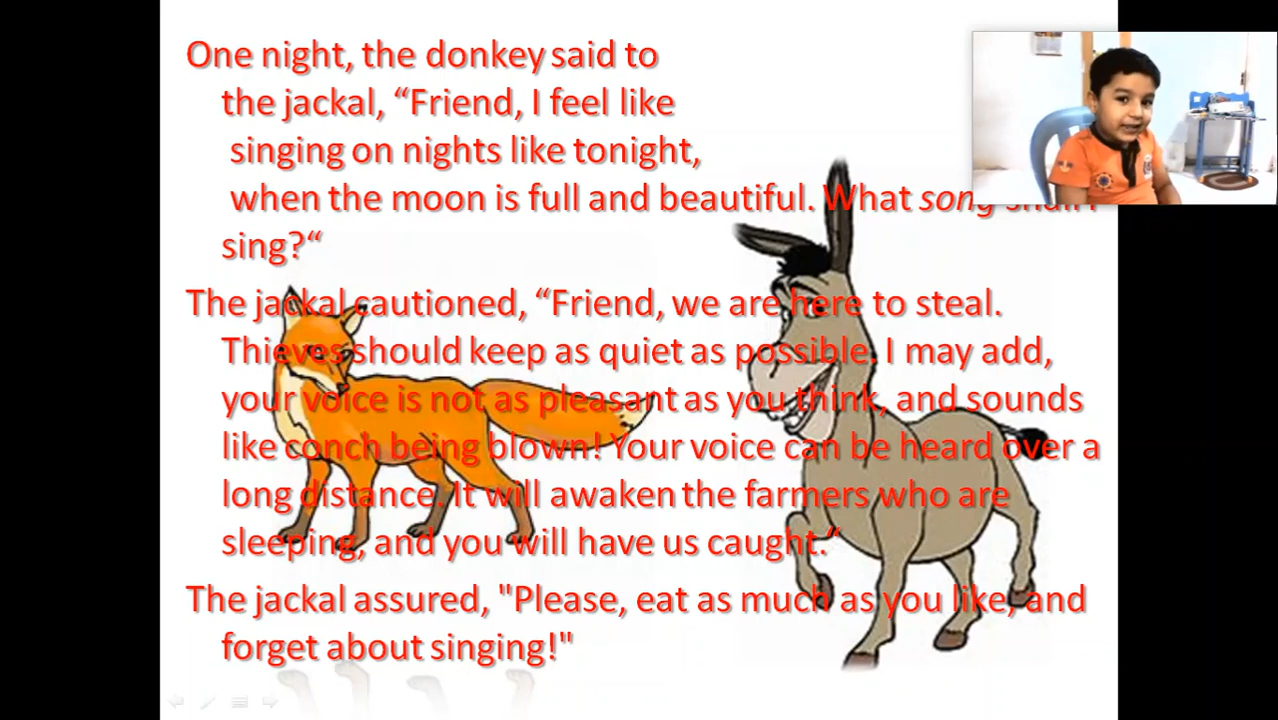 One night, the donkey said to
the jackal, “Friend, I feel like
singing on nights like tonight,
when the moon is full and beautiful. What song shall I
sing?“
The jackal cautioned, “Friend, we are here to steal.
Thieves should keep as quiet as possible. I may add,
your voice is not as pleasant as you think, and sounds
like conch being blown! Your voice can be heard over a
long distance. It will awaken the farmers who are
sleeping, and you will have us caught.“
The jackal assured, "Please, eat as much as you like, and
forget about singing!"